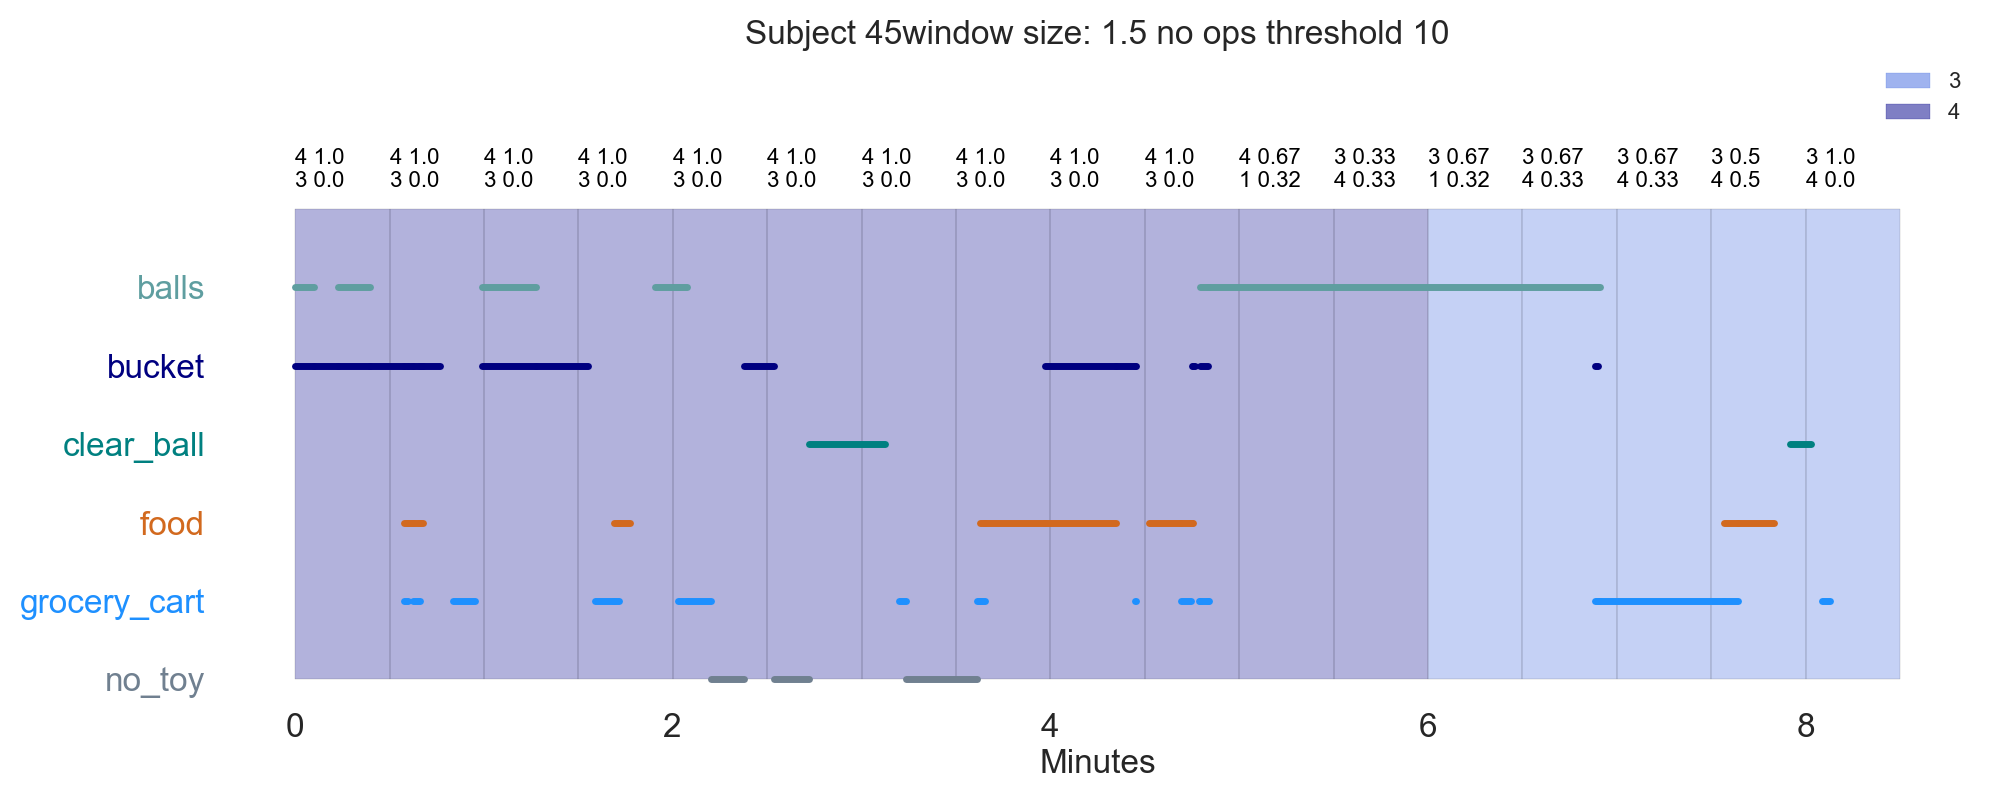 Subject 45window size: 1.5 no ops threshold 10
3
4
4 1.0 4 1.0 4 1.0 4 1.0 4 1.0 4 1.0 4 1.0 4 1.0 4 1.0 4 1.0 4 0.67 3 0.33 3 0.67 3 0.67 3 0.67 3 0.5 3 1.0
3 0.0 3 0.0 3 0.0 3 0.0 3 0.0 3 0.0 3 0.0 3 0.0 3 0.0 3 0.0 1 0.32 4 0.33 1 0.32 4 0.33 4 0.33 4 0.5 4 0.0
balls
bucket
clear_ball
food
grocery_cart
no_toy
0 2 4 6 8
Minutes